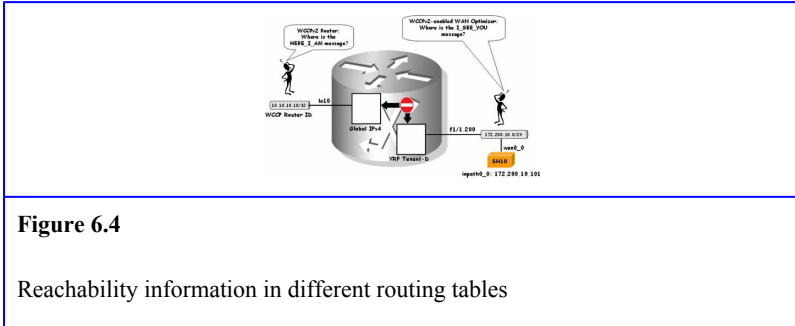 WCCPv2 Router:
Where is the
HERE_I_AM message?
WCCPv2-enabled WAN Optimizer:
Where is the I_SEE_YOU
message?
10.10.10.10/32
lo10
WCCP Router ID
Global IPv4
VRF Tenant-D
f1/1.200
172.200.10.0/24
wan0_0
SH10
inpath0_0: 172.200.10.101
Figure 6.4
Reachability information in different routing tables